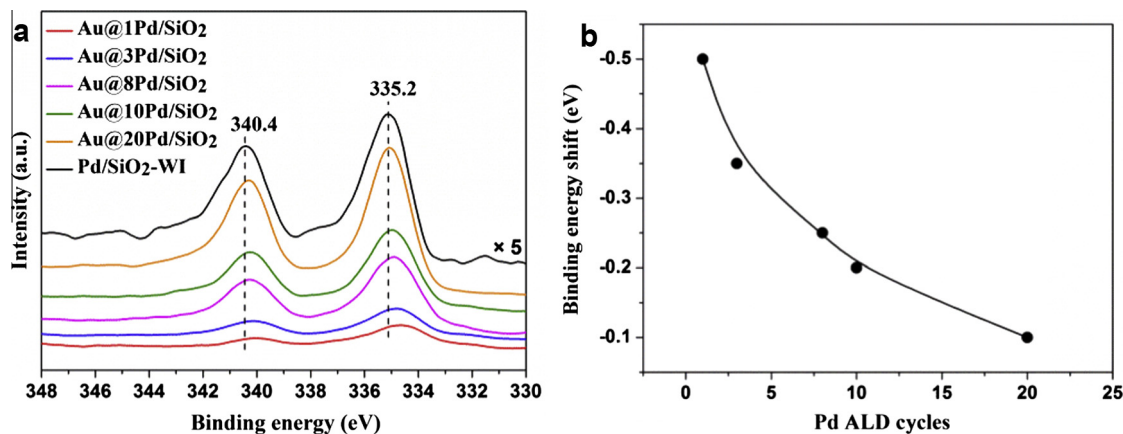 a
Au@1Pd/SiO2
Au@3Pd/SiO2
Au@8Pd/SiO2
Au@10Pd/SiO2
Au@20Pd/SiO2
Pd/SiO2-WI
340.4
335.2
× 5
Intensity (a.u.)
348 346 344 342 340 338 336 334 332 330
Binding energy (eV)
b
-0.5
-0.4
-0.3
-0.2
-0.1
Binding energy shift (eV)
0 5 10 15 20 25
Pd ALD cycles